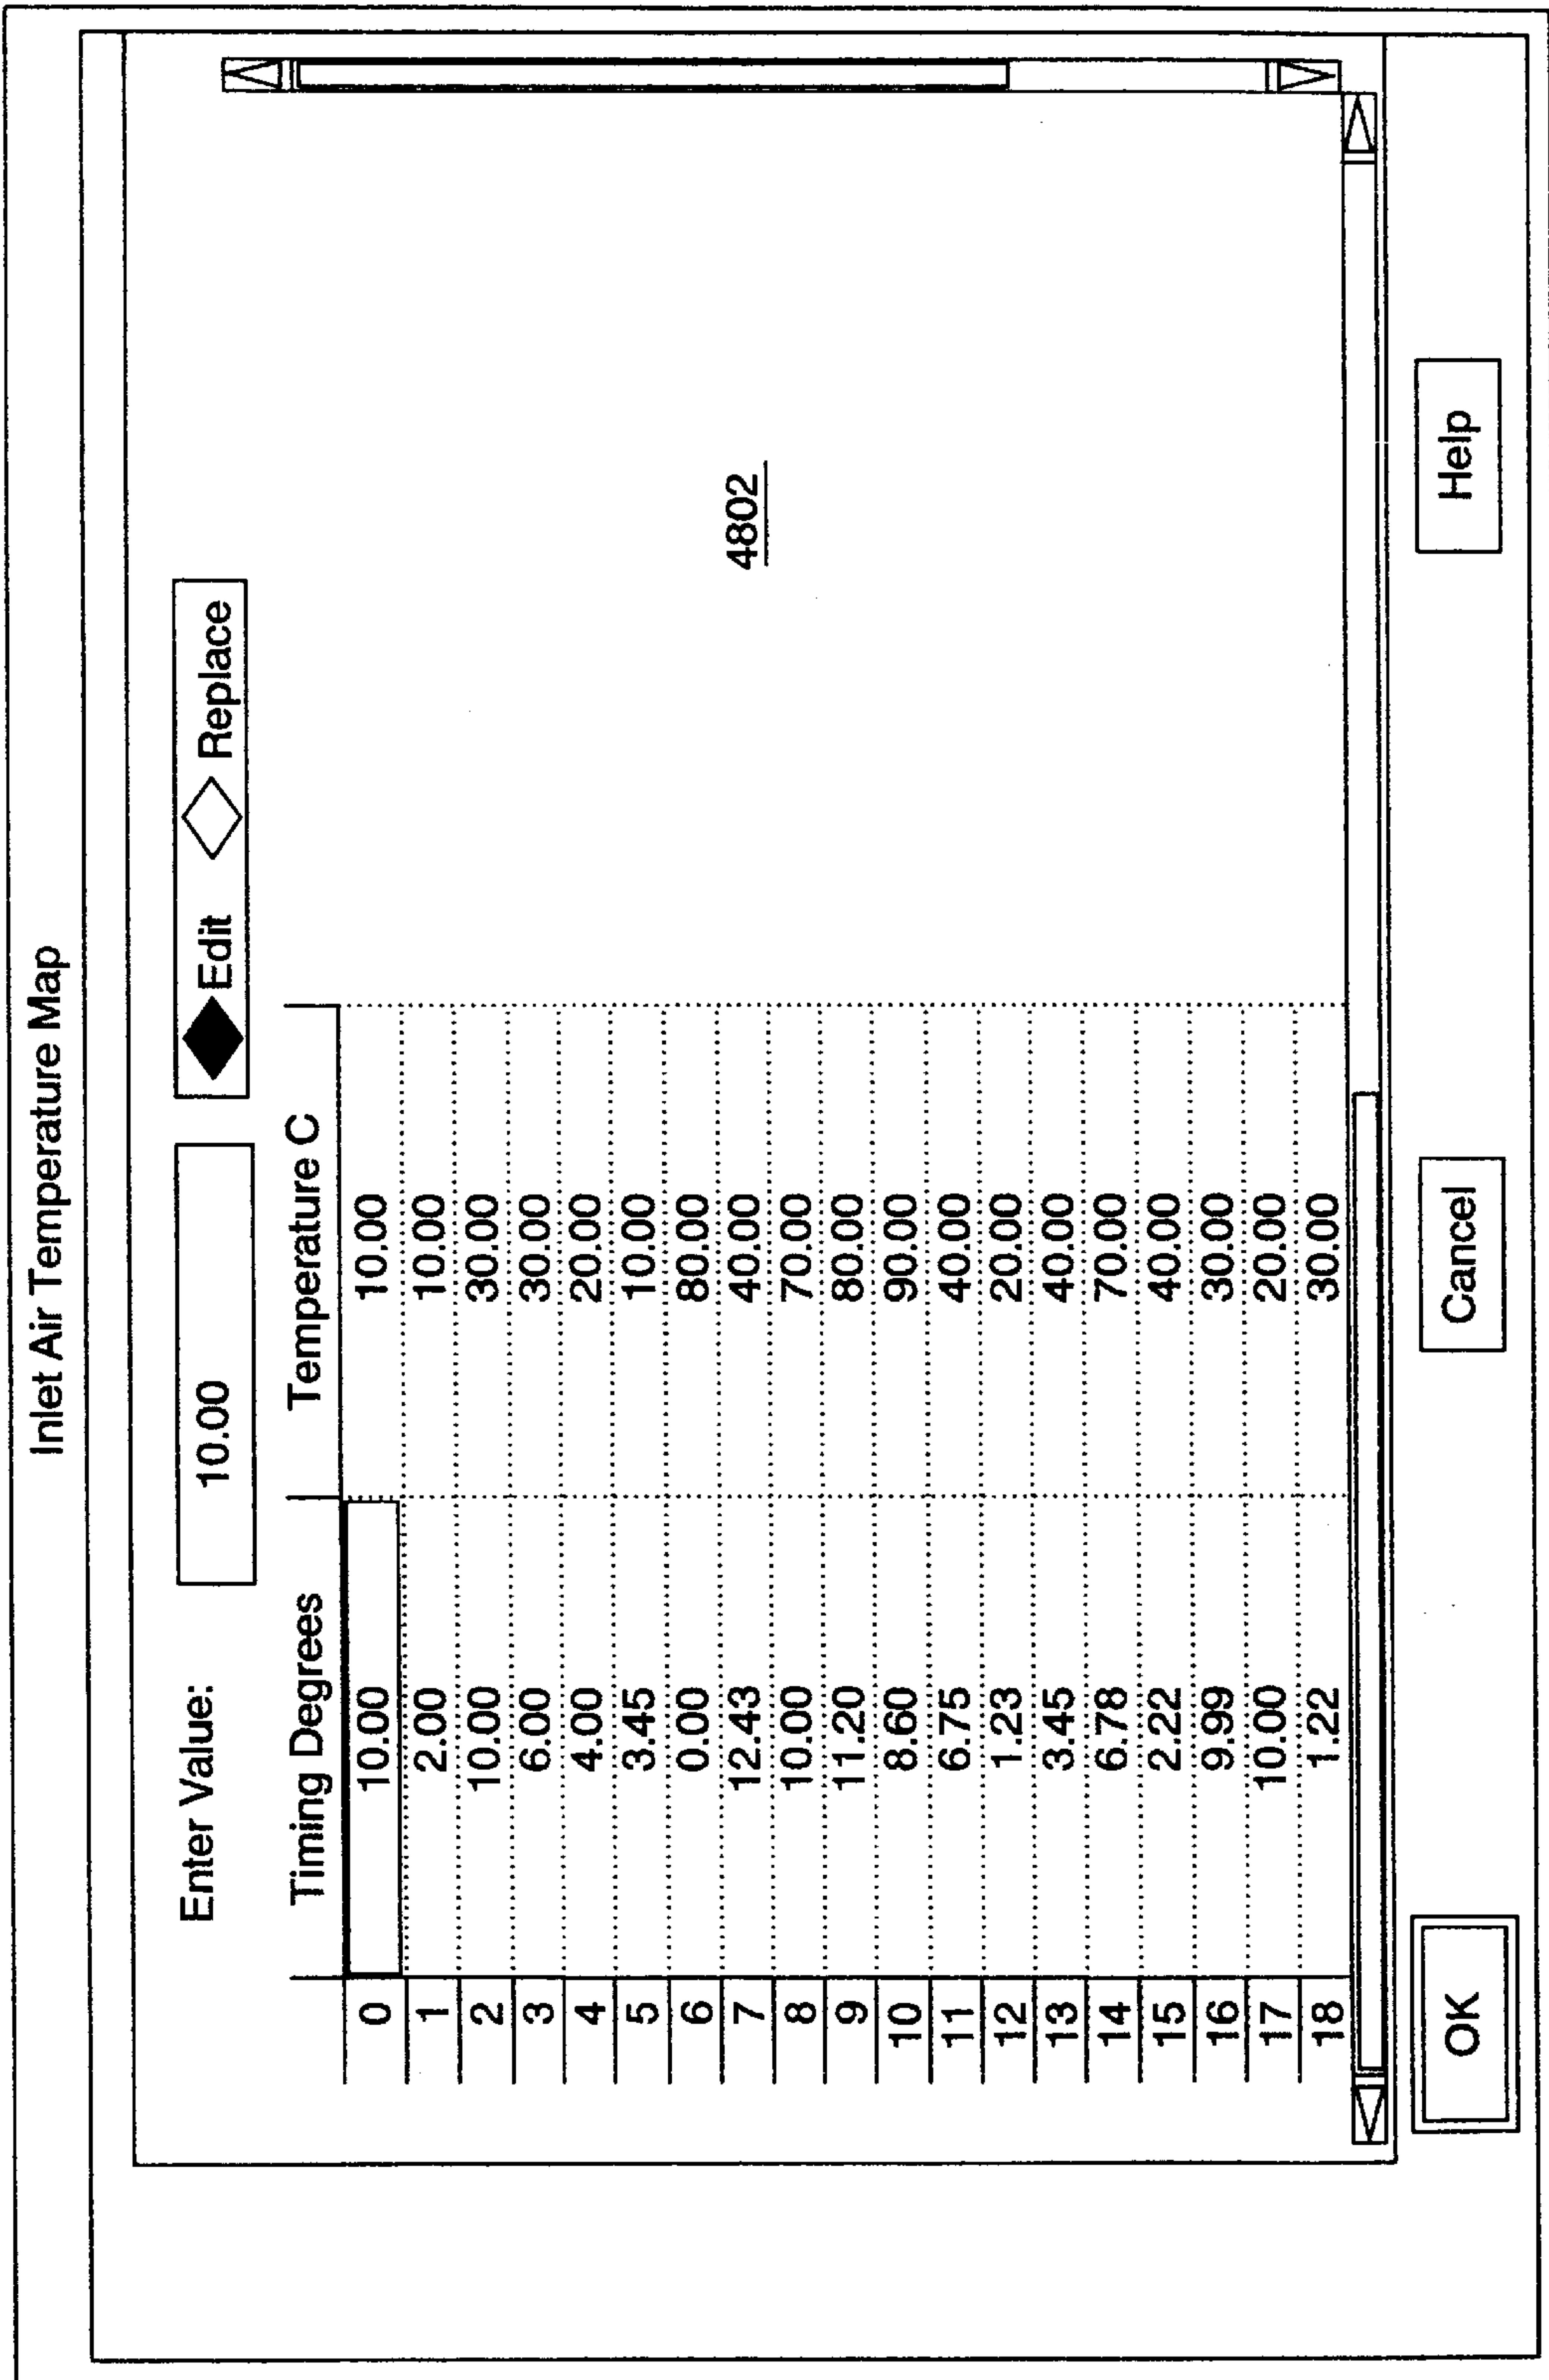 Inlet Air Temperature Map
Enter Value: 10.00 Edit Replace
Timing Degrees Temperature C
0 10.00 10.00
1 2.00 10.00
2 10.00 30.00
3 6.00 30.00
4 4.00 20.00
5 3.45 10.00
6 0.00 80.00
7 12.43 40.00
8 10.00 70.00
9 11.20 80.00
10 8.60 90.00
11 6.75 40.00
12 1.23 20.00
13 3.45 40.00
14 6.78 70.00
15 2.22 40.00
16 9.99 30.00
17 10.00 20.00
18 1.22 30.00
4802
OK Cancel Help